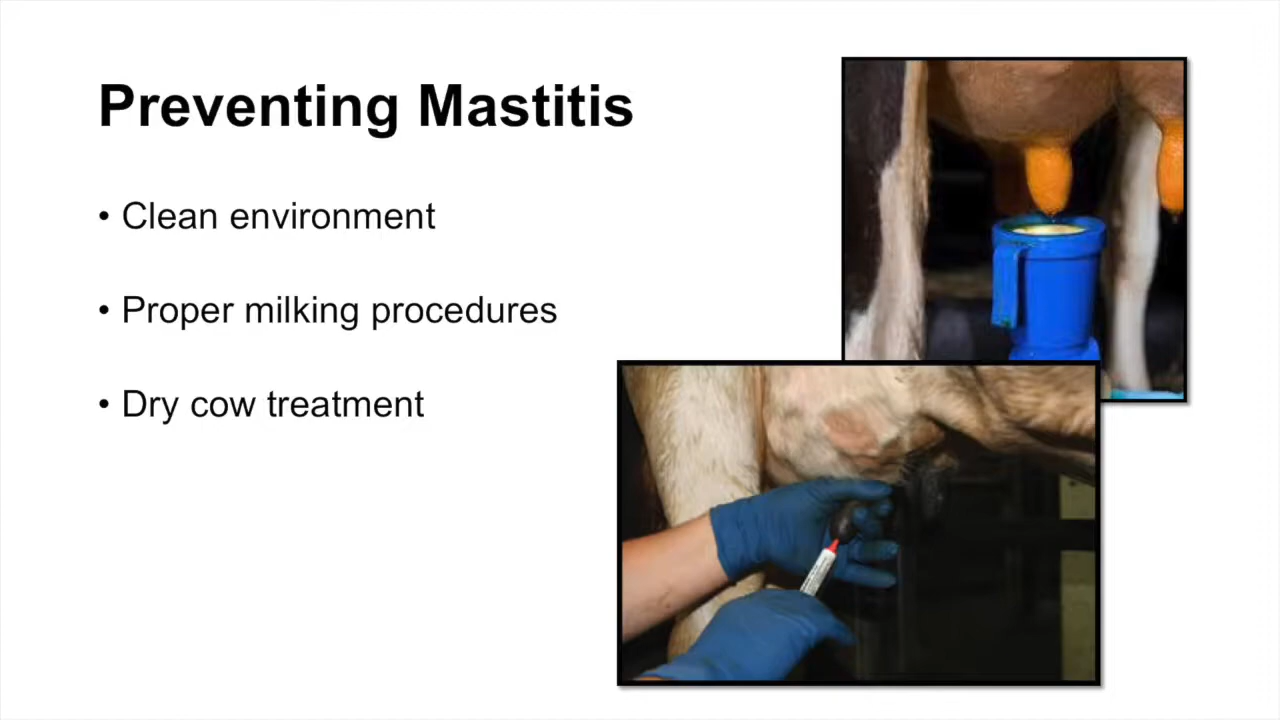 Preventing Mastitis
• Clean environment
• Proper milking procedures
• Dry cow treatment